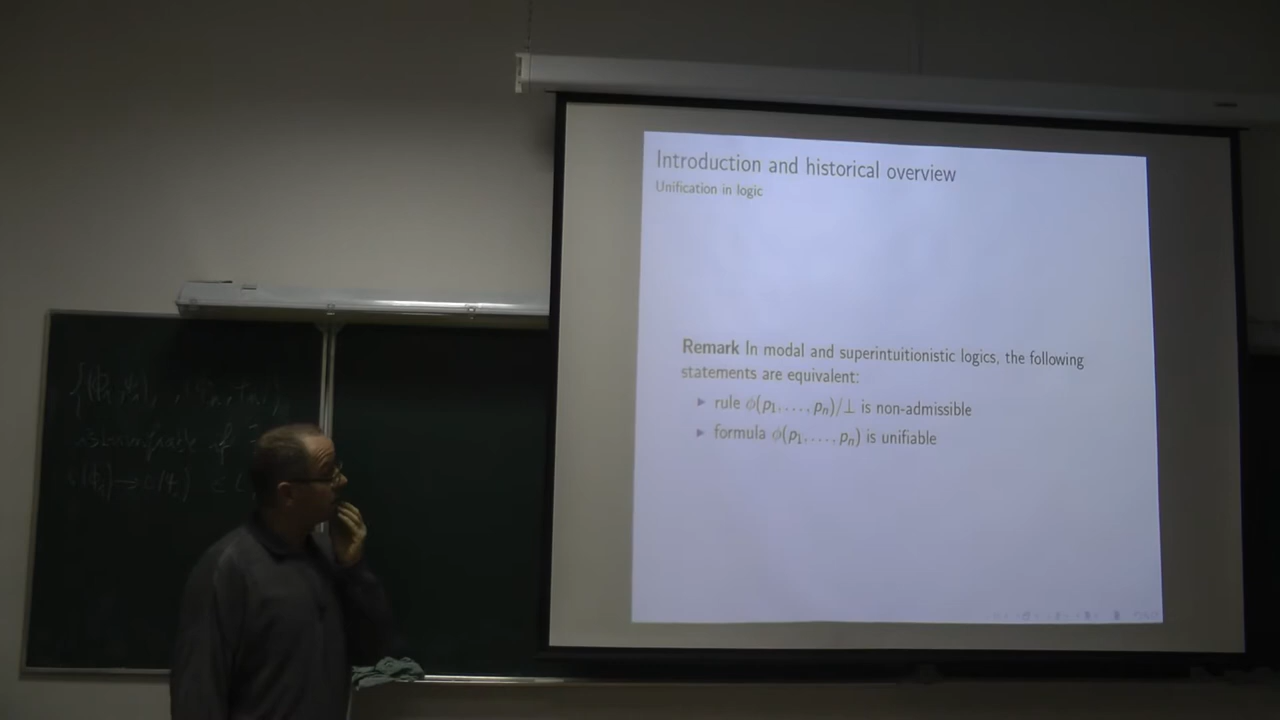 Introduction and historical overview
Unification in logic
Remark In modal and superintuitionistic logics, the following
statements are equivalent:
▶ rule ϕ(p₁, . . . , pₙ)/⊥ is non-admissible
▶ formula ϕ(p₁, . . . , pₙ) is unifiable